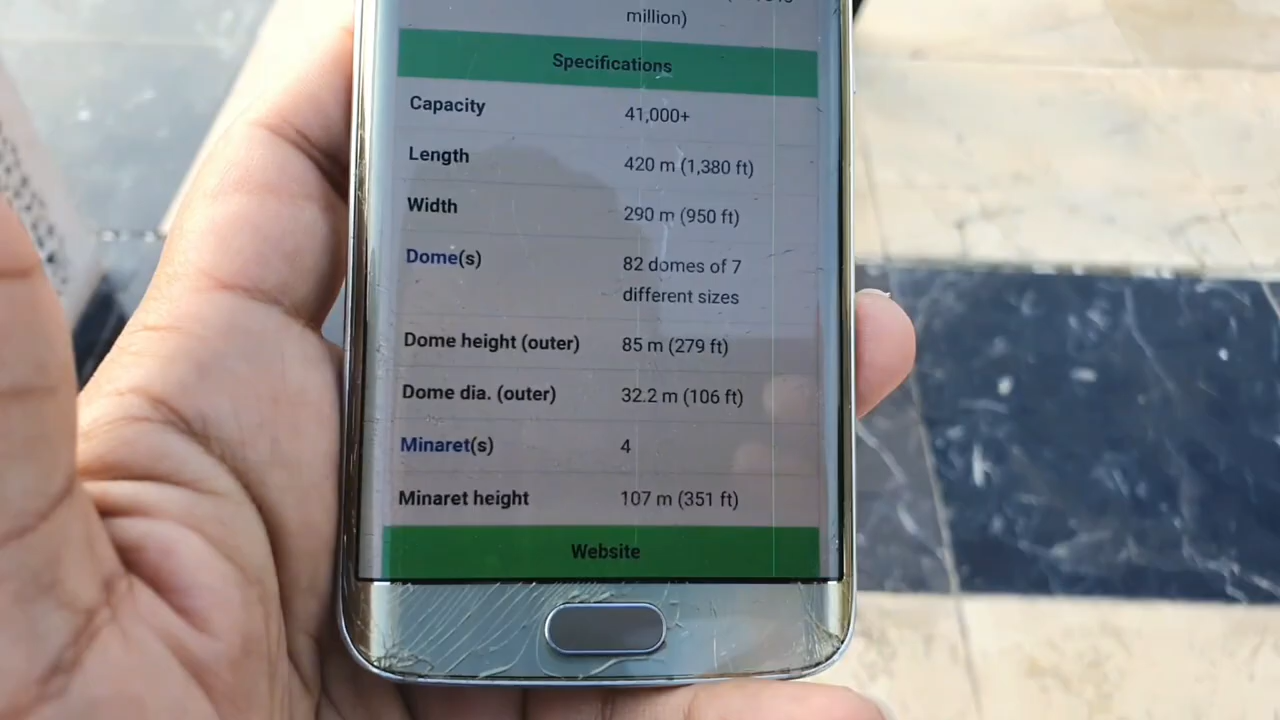 million)
Specifications
Capacity 41,000+
Length 420 m (1,380 ft)
Width 290 m (950 ft)
Dome(s) 82 domes of 7
different sizes
Dome height (outer) 85 m (279 ft)
Dome dia. (outer) 32.2 m (106 ft)
Minaret(s) 4
Minaret height 107 m (351 ft)
Website